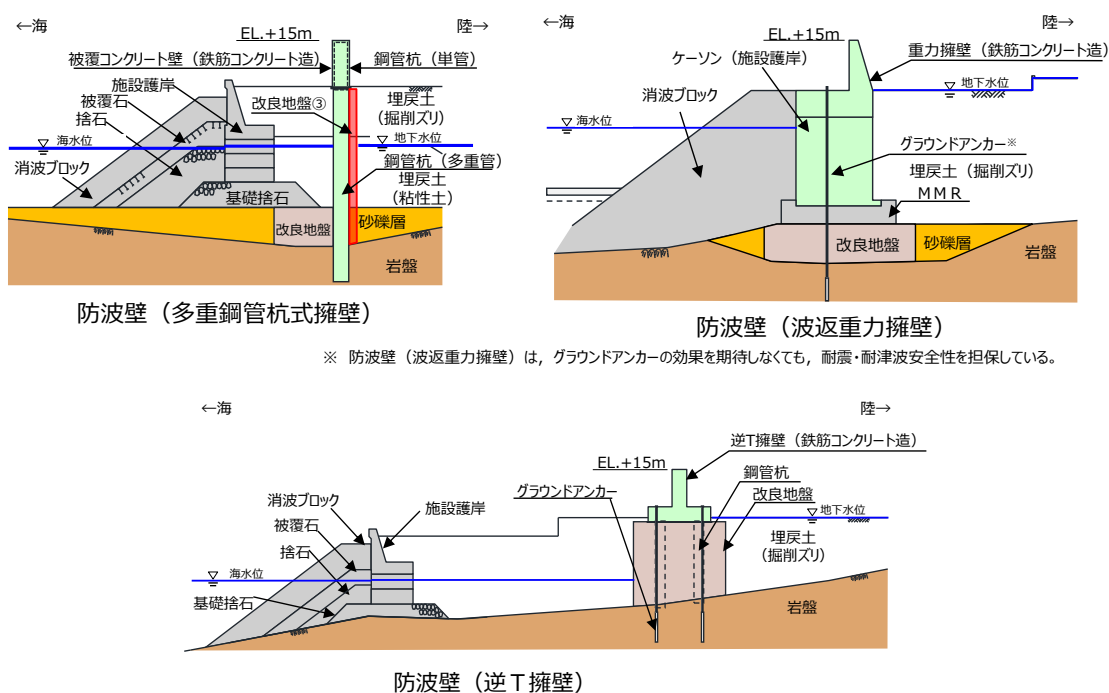 ←海
陸→
EL.+15m
被覆コンクリート壁（鉄筋コンクリート造）
鋼管杭（単管）
施設護岸
被覆石
捨石
改良地盤③
埋戻土
（掘削ズリ）
海水位
地下水位
消波ブロック
鋼管杭（多重管）
埋戻土
（粘性土）
基礎捨石
改良地盤
砂礫層
岩盤
防波壁（多重鋼管杭式擁壁）
←海
陸→
EL.+15m
ケーソン（施設護岸）
重力擁壁（鉄筋コンクリート造）
消波ブロック
地下水位
海水位
グラウンドアンカー※
埋戻土（掘削ズリ）
ＭＭＲ
改良地盤
砂礫層
岩盤
防波壁（波返重力擁壁）
※ 防波壁（波返重力擁壁）は，グラウンドアンカーの効果を期待しなくても，耐震・耐津波安全性を担保している。
←海
陸→
逆T擁壁（鉄筋コンクリート造）
EL.+15m
鋼管杭
グラウンドアンカー
改良地盤
消波ブロック
施設護岸
地下水位
被覆石
埋戻土
（掘削ズリ）
捨石
海水位
基礎捨石
岩盤
防波壁（逆Ｔ擁壁）